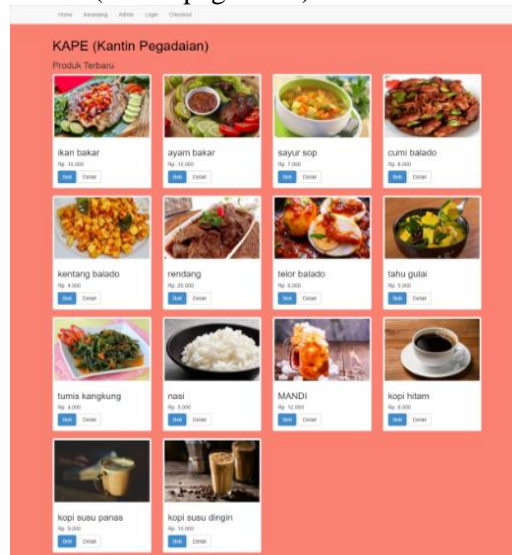 Home Keranjang Admin Login Checkout
KAPE (Kantin Pegadaian)
Produk Terbaru
ikan bakar
Rp. 10,000
Beli Detail
ayam bakar
Rp. 12,000
Beli Detail
sayur sop
Rp. 7,000
Beli Detail
cumi balado
Rp. 8,000
Beli Detail
kentang balado
Rp. 4,000
Beli Detail
rendang
Rp. 20,000
Beli Detail
telor balado
Rp. 6,000
Beli Detail
tahu gulai
Rp. 5,000
Beli Detail
tumis kangkung
Rp. 4,000
Beli Detail
nasi
Rp. 5,000
Beli Detail
MANDI
Rp. 12,000
Beli Detail
kopi hitam
Rp. 8,000
Beli Detail
kopi susu panas
Rp. 9,000
Beli Detail
kopi susu dingin
Rp. 10,000
Beli Detail